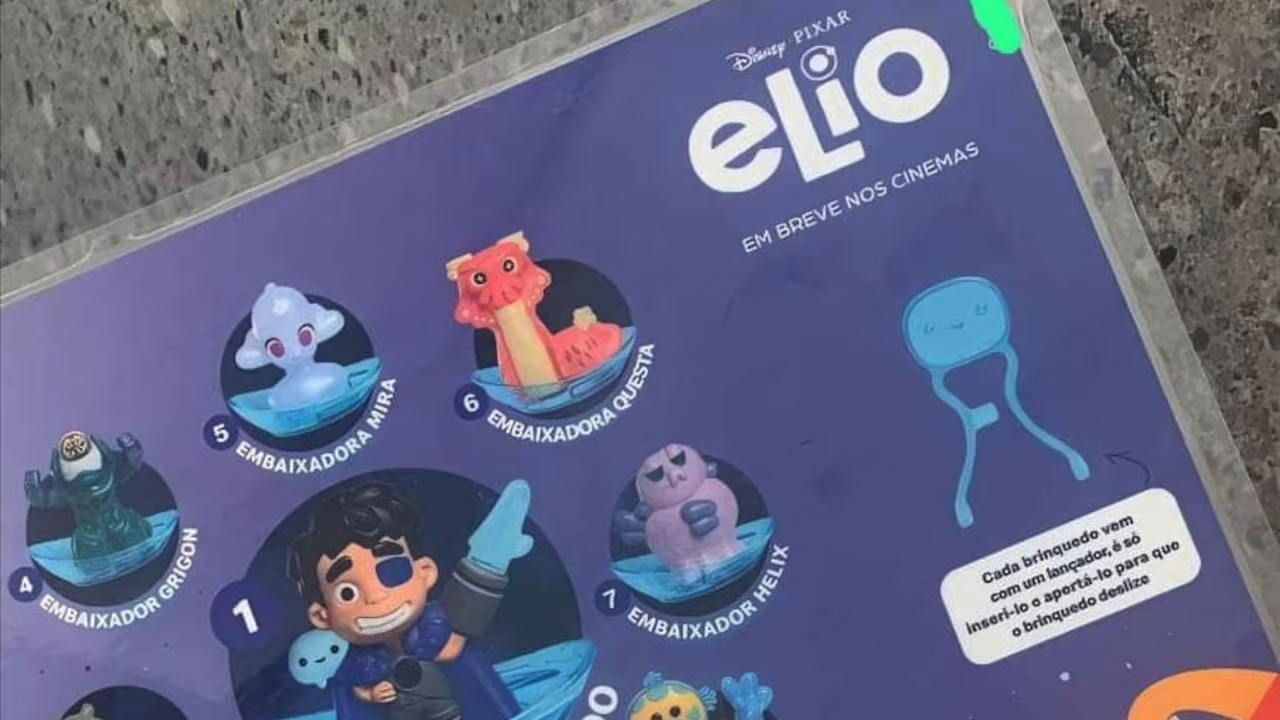 Disney PIXAR
eLio
EM BREVE NOS CINEMAS
5 EMBAIXADORA MIRA
6 EMBAIXADORA QUESTA
4 EMBAIXADOR GRIGON
1
7 EMBAIXADOR HELIX
Cada brinquedo vem
com um lançador, é só
inseri-lo e apertá-lo para que
o brinquedo deslize
DO